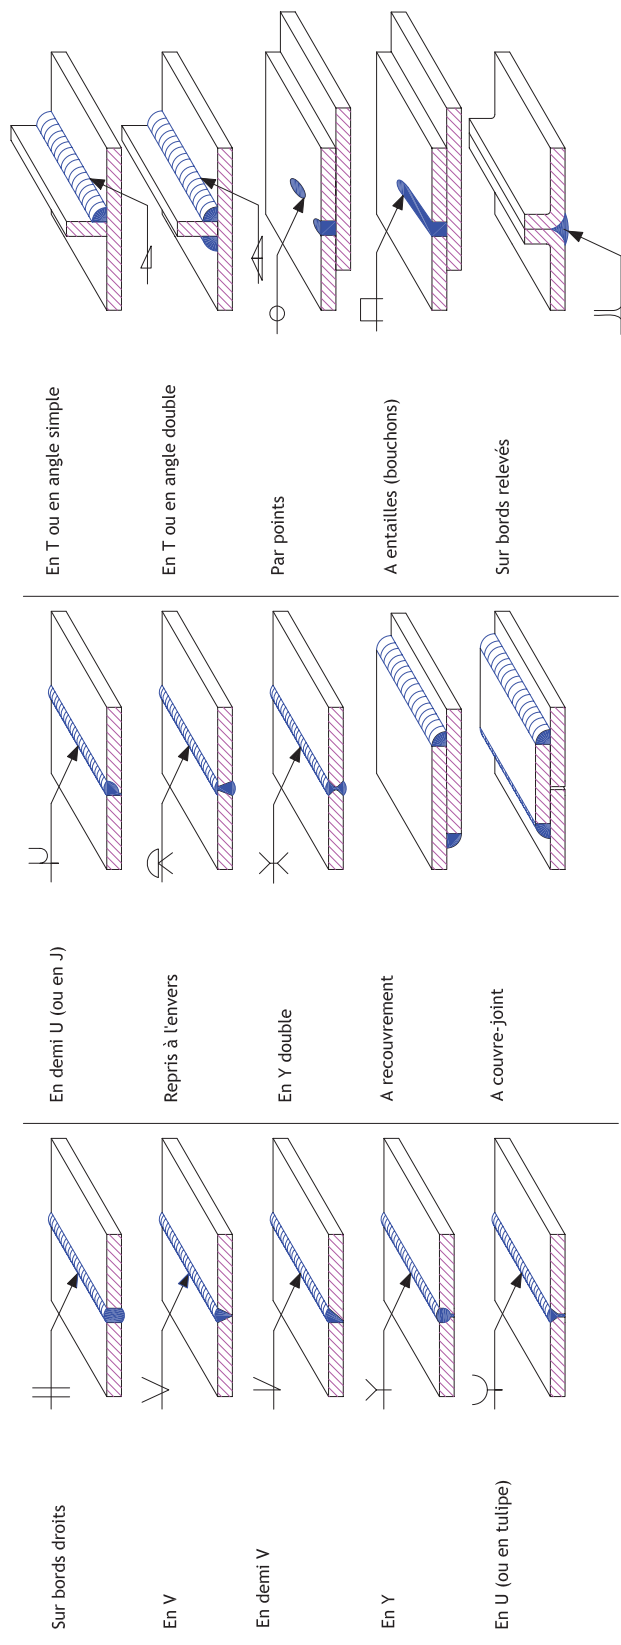 Sur bords droits
En V
En demi V
En Y
En U (ou en tulipe)
En demi U (ou en J)
Repris à l'envers
En Y double
A recouvrement
A couvre-joint
En T ou en angle simple
En T ou en angle double
Par points
A entailles (bouchons)
Sur bords relevés